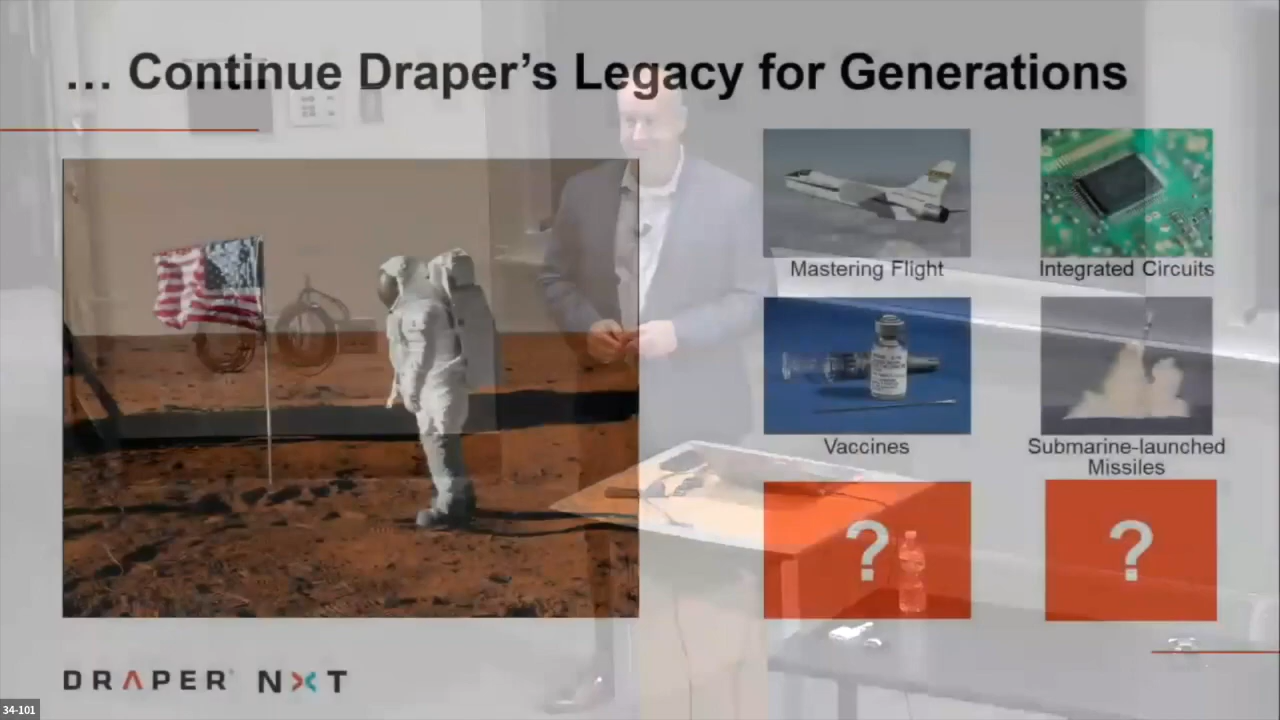 … Continue Draper’s Legacy for Generations
Mastering Flight
Integrated Circuits
Vaccines
Submarine-launched
Missiles
?
?
DRAPER® NXT
34-101